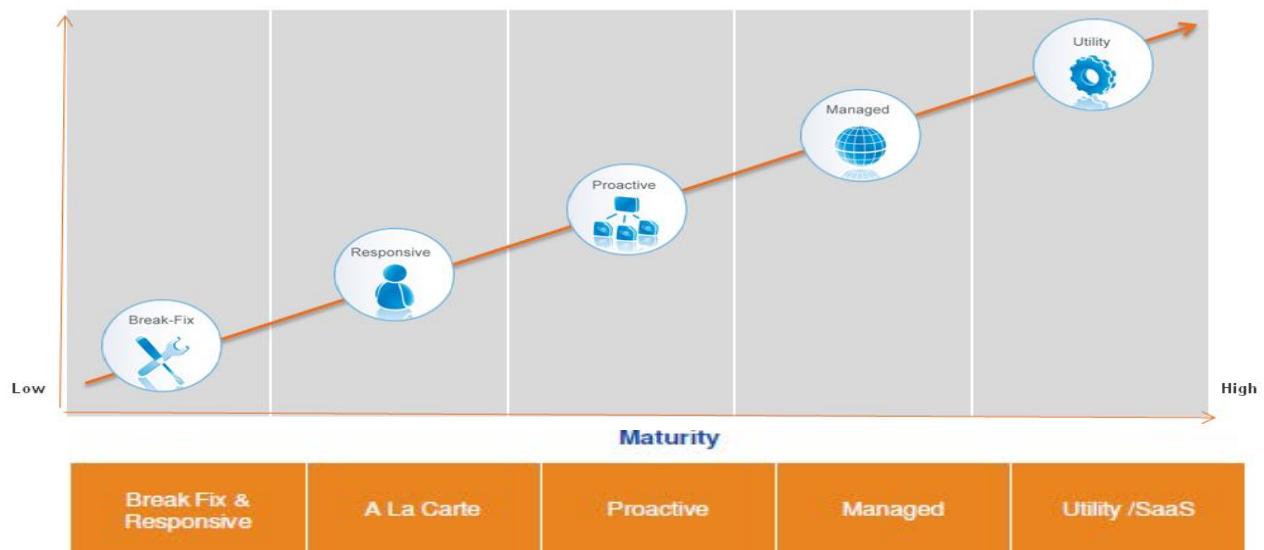 Utility
Managed
Proactive
Responsive
Break-Fix
Low
High
Maturity
Break Fix &
Responsive
A La Carte
Proactive
Managed
Utility /SaaS